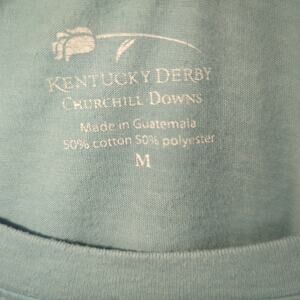 KENTUCKY DERBY
CHURCHILL DOWNS
Made in Guatemala
50% cotton 50% polyester
M